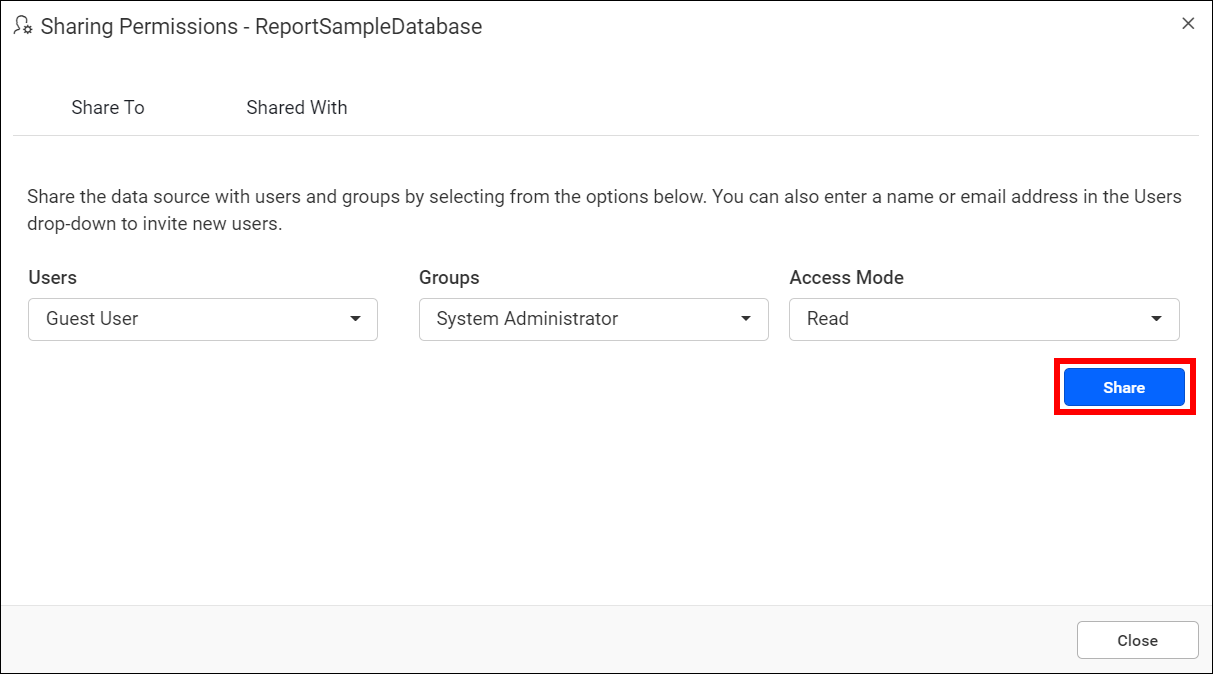 Sharing Permissions - ReportSampleDatabase
Share To
Shared With
Share the data source with users and groups by selecting from the options below. You can also enter a name or email address in the Users
drop-down to invite new users.
Users
Groups
Access Mode
Guest User
System Administrator
Read
Share
Close